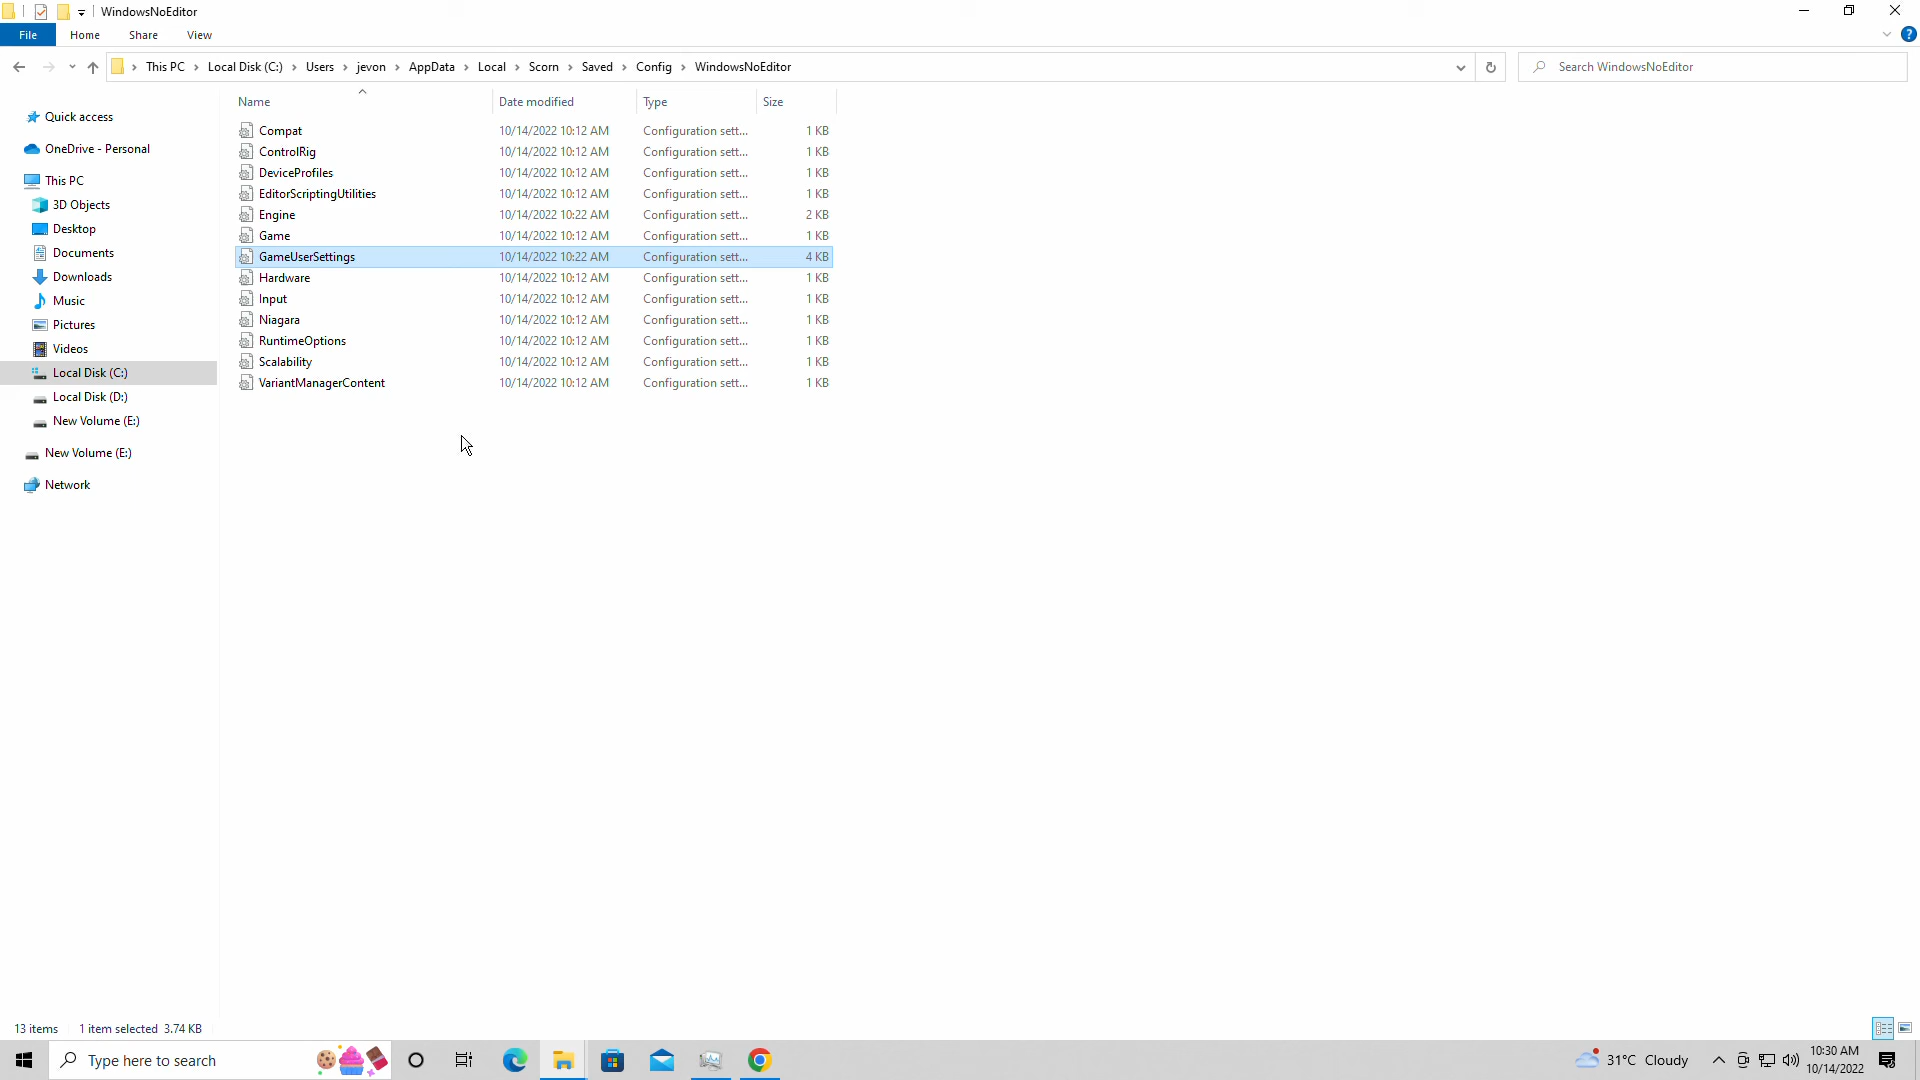 WindowsNoEditor
File Home Share View
This PC Local Disk (C:) Users jevon AppData Local Scorn Saved Config WindowsNoEditor
Search WindowsNoEditor
Name Date modified Type Size
Quick access
OneDrive - Personal
This PC
3D Objects
Desktop
Documents
Downloads
Music
Pictures
Videos
Local Disk (C:)
Local Disk (D:)
New Volume (E:)
New Volume (E:)
Network
Compat 10/14/2022 10:12 AM Configuration sett... 1 KB
ControlRig 10/14/2022 10:12 AM Configuration sett... 1 KB
DeviceProfiles 10/14/2022 10:12 AM Configuration sett... 1 KB
EditorScriptingUtilities 10/14/2022 10:12 AM Configuration sett... 1 KB
Engine 10/14/2022 10:22 AM Configuration sett... 2 KB
Game 10/14/2022 10:12 AM Configuration sett... 1 KB
GameUserSettings 10/14/2022 10:22 AM Configuration sett... 4 KB
Hardware 10/14/2022 10:12 AM Configuration sett... 1 KB
Input 10/14/2022 10:12 AM Configuration sett... 1 KB
Niagara 10/14/2022 10:12 AM Configuration sett... 1 KB
RuntimeOptions 10/14/2022 10:12 AM Configuration sett... 1 KB
Scalability 10/14/2022 10:12 AM Configuration sett... 1 KB
VariantManagerContent 10/14/2022 10:12 AM Configuration sett... 1 KB
13 items 1 item selected 3.74 KB
Type here to search
31°C Cloudy
10:30 AM
10/14/2022